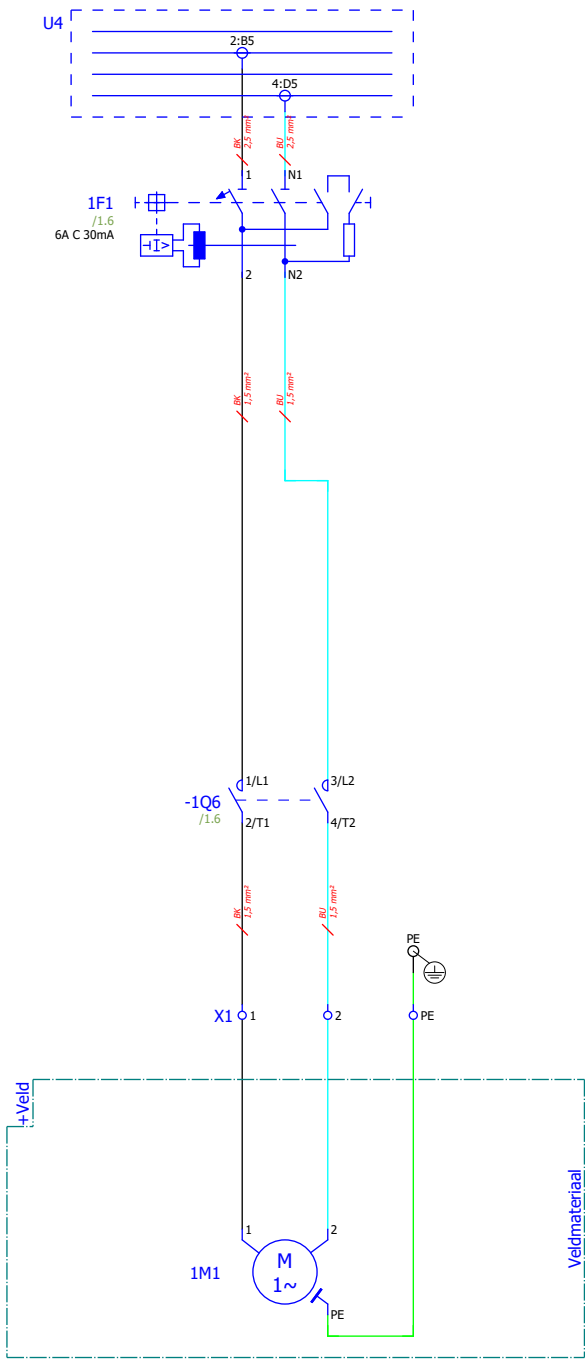 U4
2:B5
4:D5
BK
2,5 mm²
BU
2,5 mm²
1
N1
1F1
/1.6
6A C 30mA
I>
2
N2
BK
1,5 mm²
BU
1,5 mm²
1/L1
3/L2
-1Q6
/1.6
2/T1
4/T2
BK
1,5 mm²
BU
1,5 mm²
PE
X1
1
2
PE
+Veld
Veldmateriaal
1
2
1M1
M
1~
PE